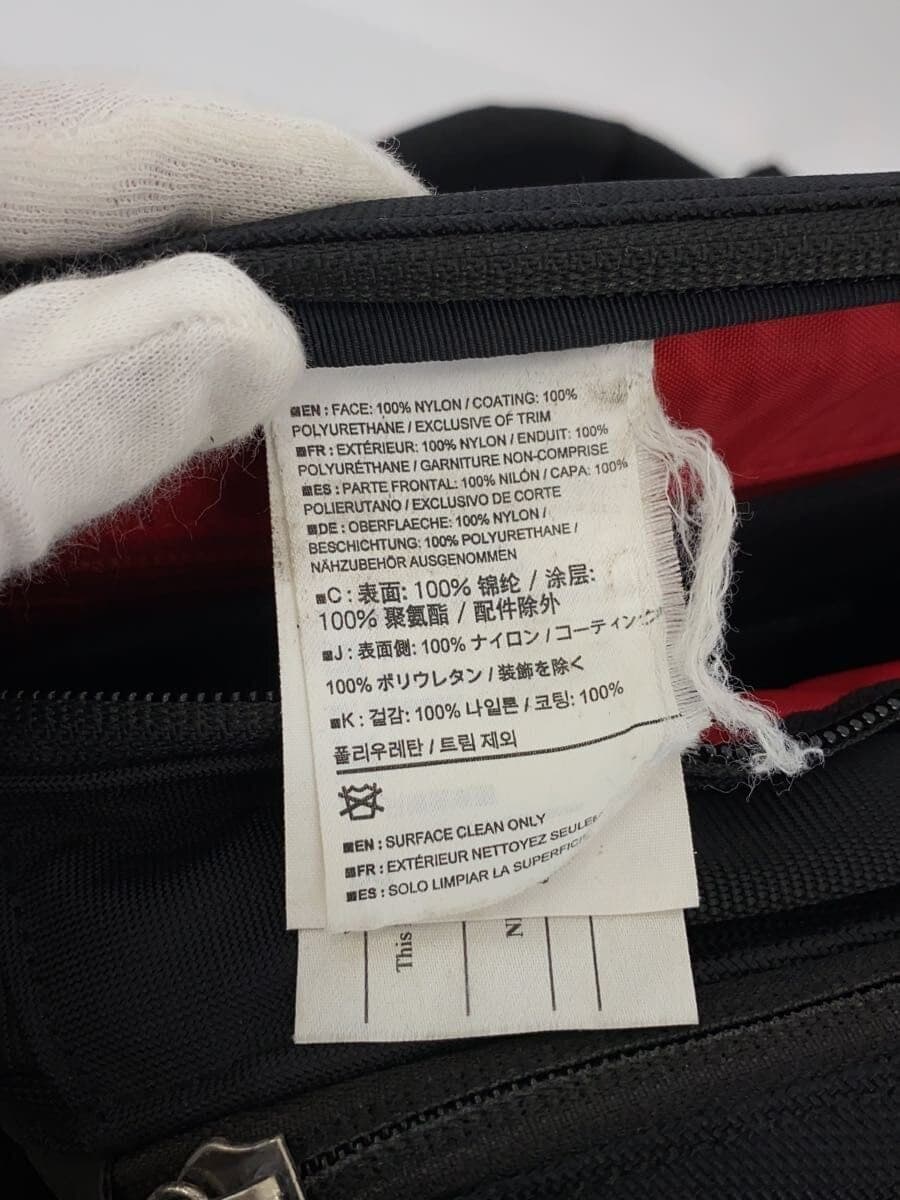 EN : FACE: 100% NYLON / COATING: 100%
POLYURETHANE / EXCLUSIVE OF TRIM
FR : EXTÉRIEUR: 100% NYLON / ENDUIT: 100%
POLYURÉTHANE / GARNITURE NON-COMPRISE
ES : PARTE FRONTAL: 100% NILÓN / CAPA: 100%
POLIERUTANO / EXCLUSIVO DE CORTE
DE : OBERFLAECHE: 100% NYLON /
BESCHICHTUNG: 100% POLYURETHANE /
NÄHZUBEHÖR AUSGENOMMEN
C : 表面: 100% 锦纶 / 涂层:
100% 聚氨酯 / 配件除外
J : 表面側: 100% ナイロン / コーティング
100% ポリウレタン / 装飾を除く
K : 겉감: 100% 나일론 / 코팅: 100%
폴리우레탄 / 트림 제외
EN : SURFACE CLEAN ONLY
FR : EXTÉRIEUR NETTOYEZ
ES : SOLO LIMPIAR LA
This